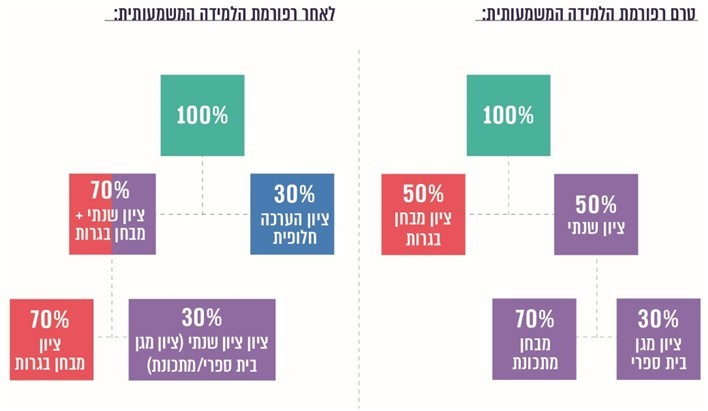 טרם רפורמת הלמידה המשמעותית:
100%
50%
ציון שנתי
50%
ציון מבחן
בגרות
30%
ציון מגן
בית ספרי
70%
מבחן
מתכונת
לאחר רפורמת הלמידה המשמעותית:
100%
30%
ציון הערכה
חלופית
70%
ציון שנתי +
מבחן בגרות
30%
ציון ציון שנתי (ציון מגן
בית ספרי/מתכונת)
70%
ציון
מבחן בגרות